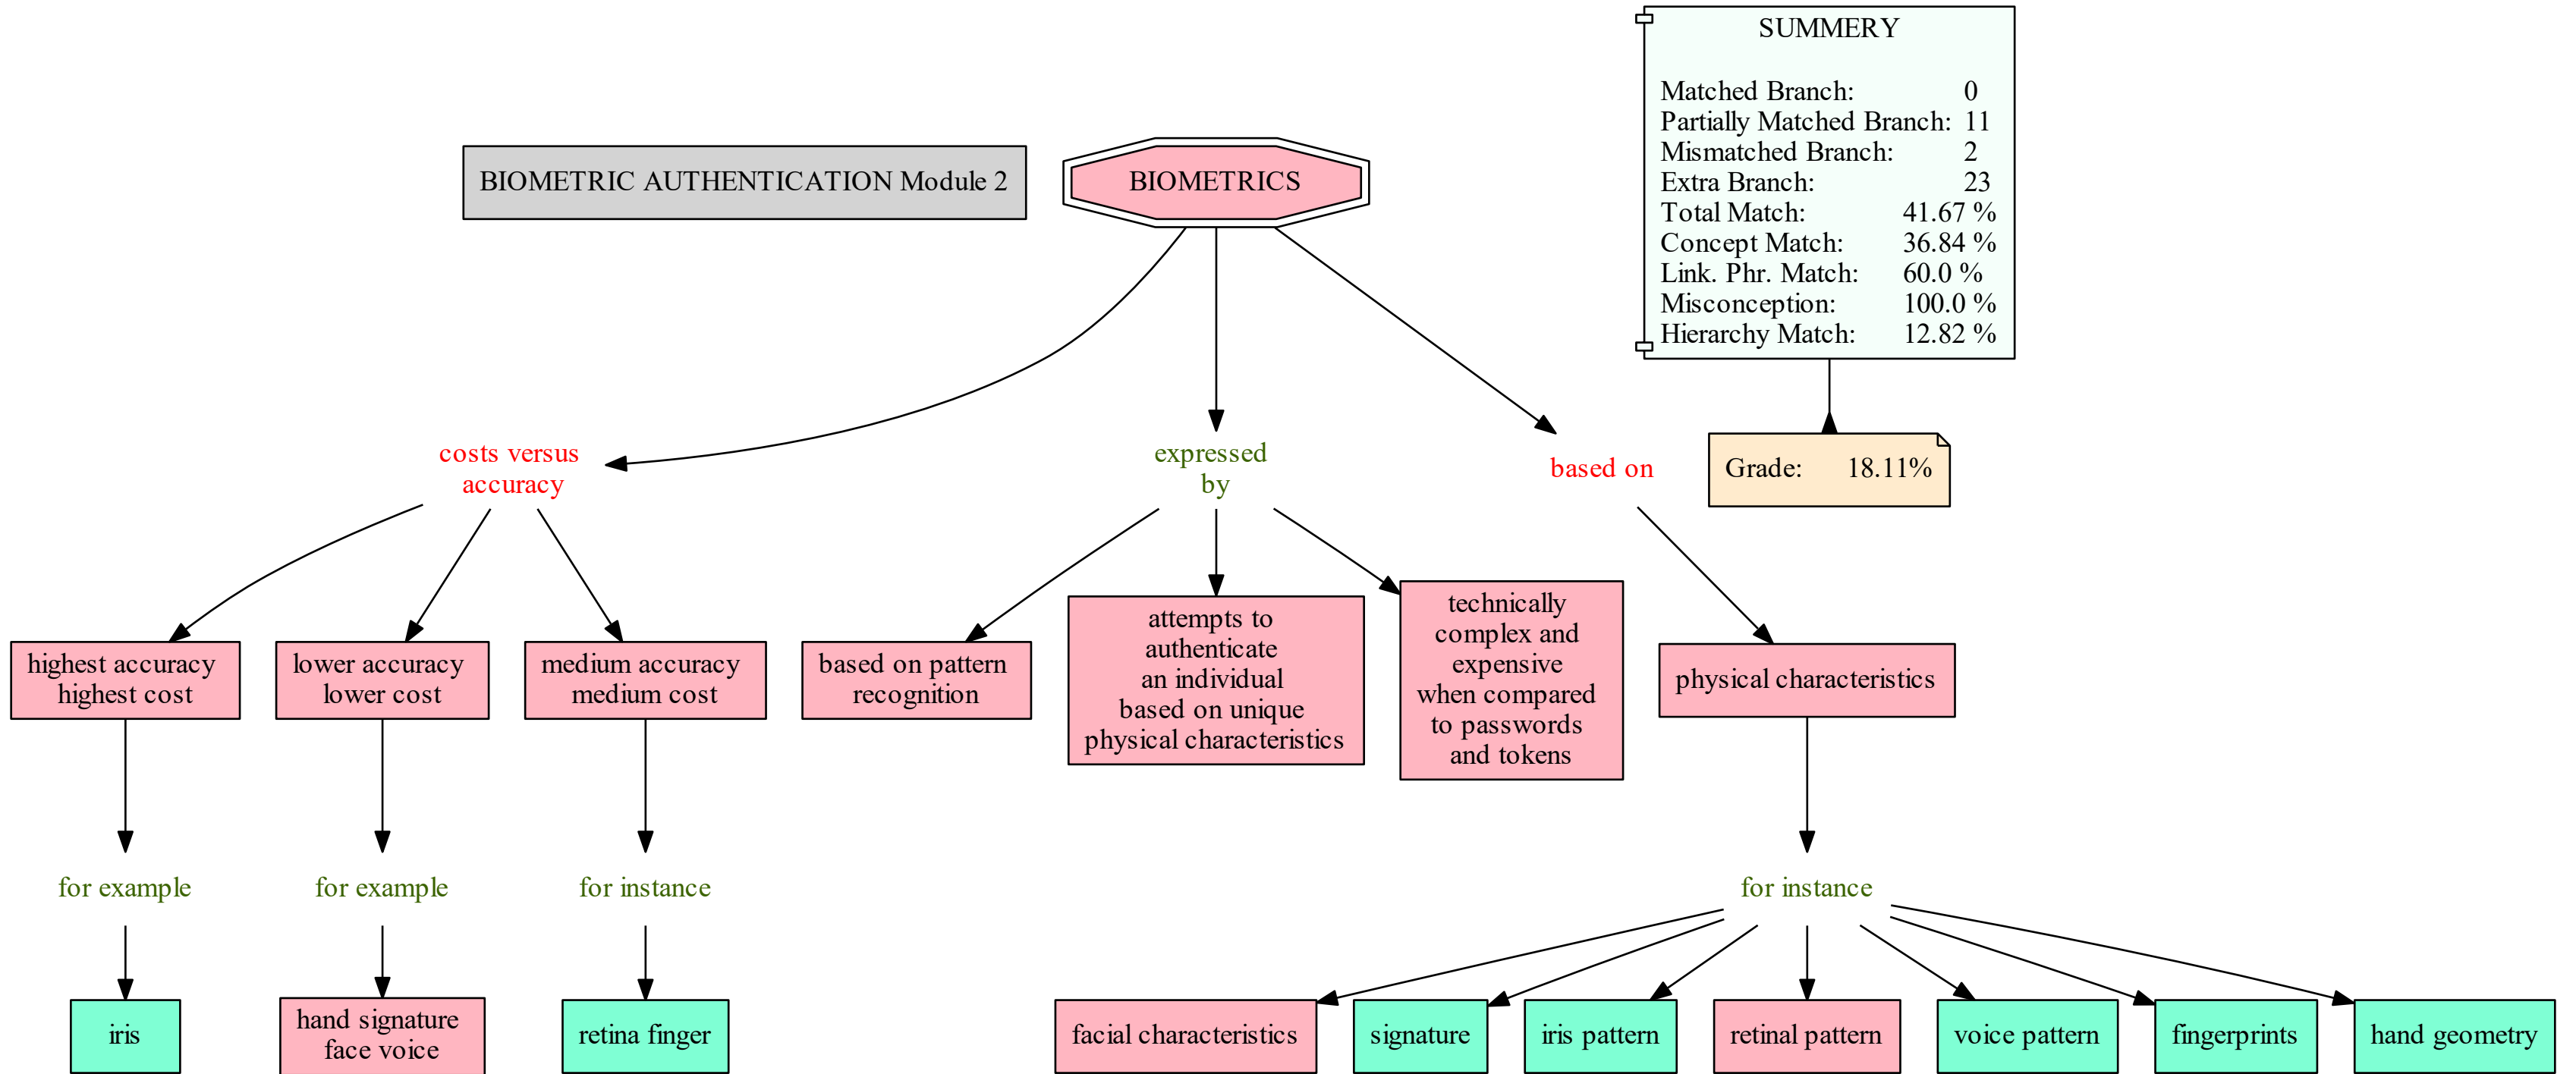 SUMMERY
Matched Branch: 0
Partially Matched Branch: 11
Mismatched Branch: 2
Extra Branch: 23
Total Match: 41.67 %
Concept Match: 36.84 %
Link. Phr. Match: 60.0 %
Misconception: 100.0 %
Hierarchy Match: 12.82 %
BIOMETRIC AUTHENTICATION Module 2
BIOMETRICS
costs versus
accuracy
expressed
by
based on
Grade: 18.11%
highest accuracy
highest cost
lower accuracy
lower cost
medium accuracy
medium cost
based on pattern
recognition
attempts to
authenticate
an individual
based on unique
physical characteristics
technically
complex and
expensive
when compared
to passwords
and tokens
physical characteristics
for example
for example
for instance
for instance
iris
hand signature
face voice
retina finger
facial characteristics
signature
iris pattern
retinal pattern
voice pattern
fingerprints
hand geometry